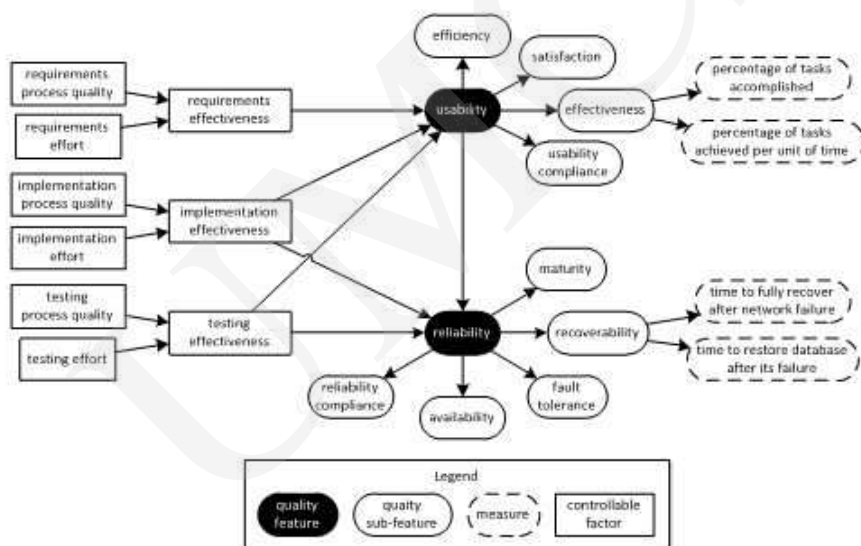 efficiency
satisfaction
requirements
process quality
requirements
effort
requirements
effectiveness
usability
effectiveness
percentage of tasks
accomplished
percentage of tasks
achieved per unit of time
usability
compliance
implementation
process quality
implementation
effort
implementation
effectiveness
maturity
testing
process quality
testing effort
testing
effectiveness
reliability
recoverability
time to fully recover
after network failure
time to restore database
after its failure
reliability
compliance
availability
fault
tolerance
Legend
quality
feature
quaity
sub-feature
measure
controllable
factor